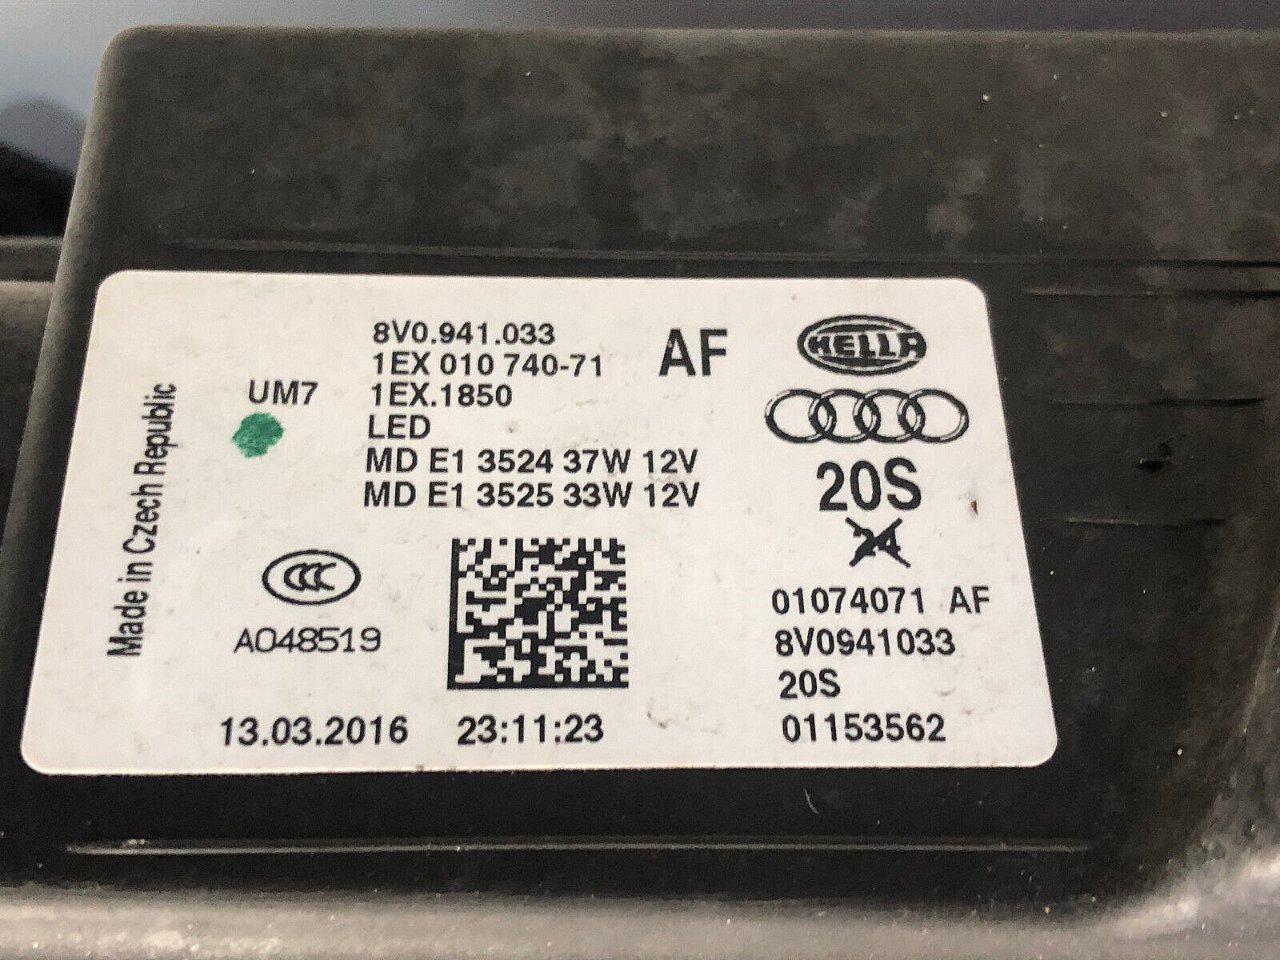 8V0.941.033
1EX 010 740-71
1EX.1850
LED
MD E1 3524 37W 12V
MD E1 3525 33W 12V
AF
HELLA
UM7
Made in Czech Republic
20S
24
CCC
A048519
01074071 AF
8V0941033
20S
01153562
13.03.2016 23:11:23